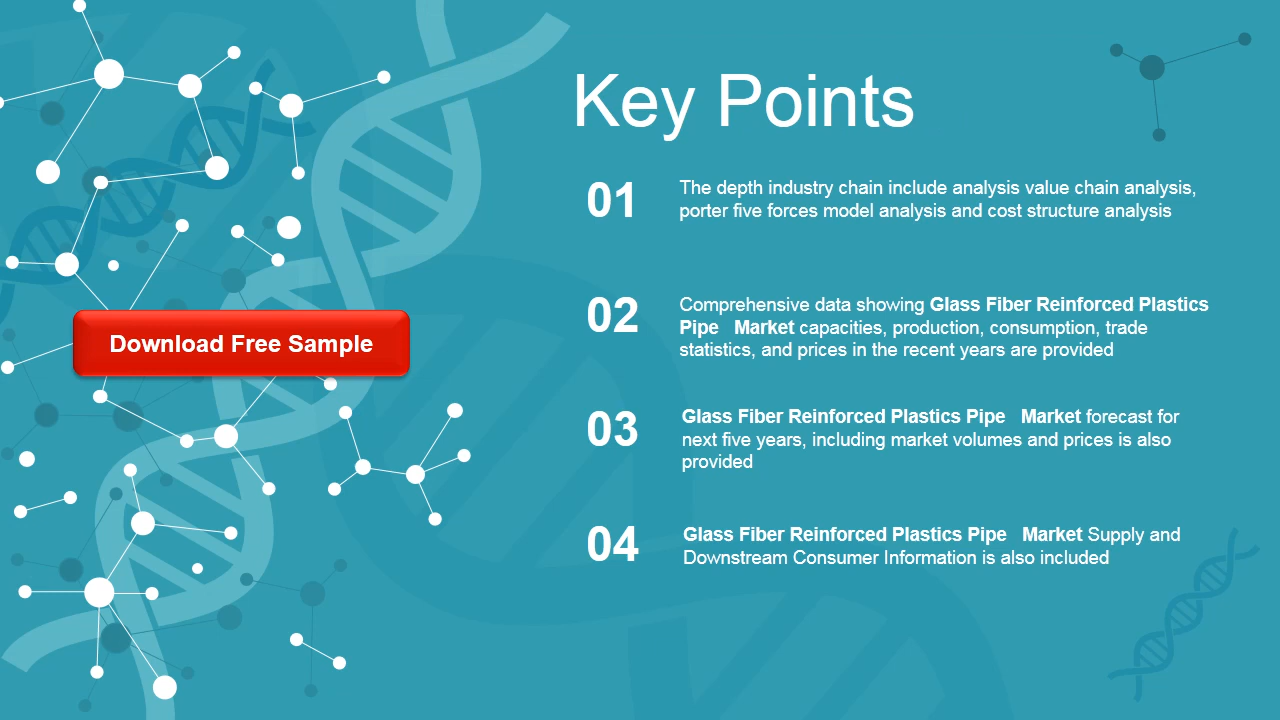 Key Points
01
The depth industry chain include analysis value chain analysis,
porter five forces model analysis and cost structure analysis
02
Comprehensive data showing Glass Fiber Reinforced Plastics
Pipe Market capacities, production, consumption, trade
statistics, and prices in the recent years are provided
Download Free Sample
03
Glass Fiber Reinforced Plastics Pipe Market forecast for
next five years, including market volumes and prices is also
provided
04
Glass Fiber Reinforced Plastics Pipe Market Supply and
Downstream Consumer Information is also included